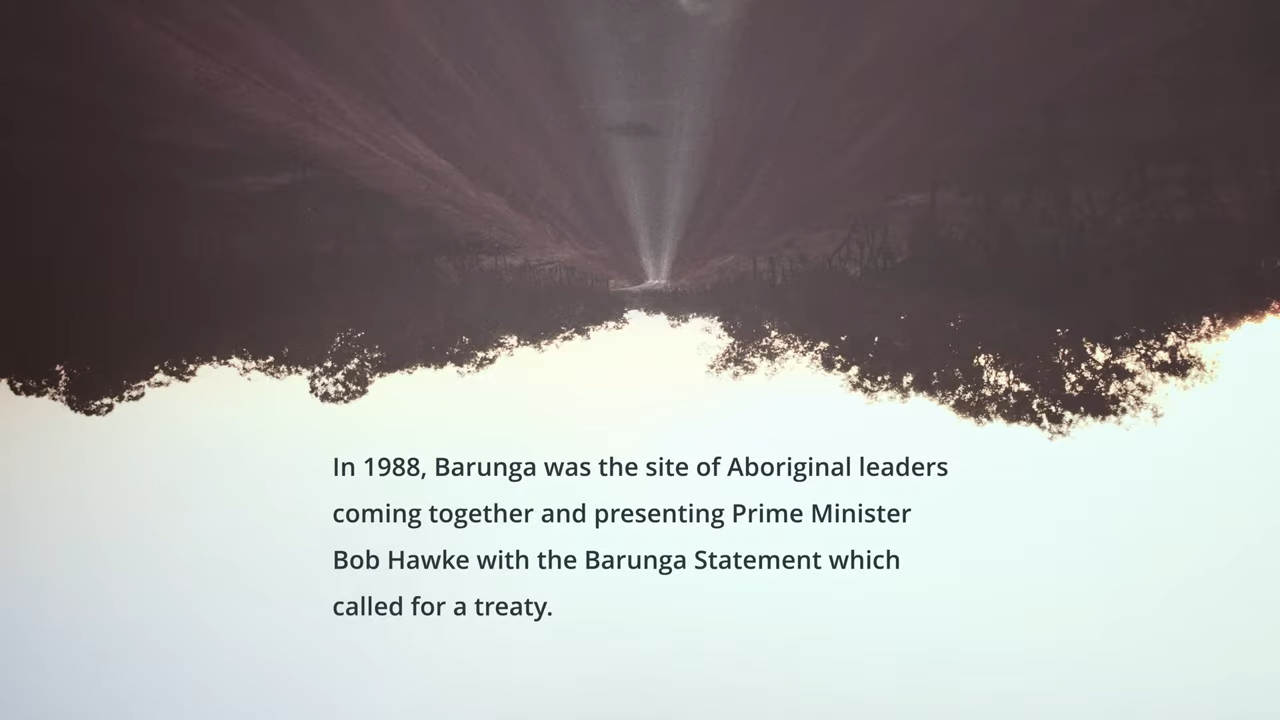 In 1988, Barunga was the site of Aboriginal leaders
coming together and presenting Prime Minister
Bob Hawke with the Barunga Statement which
called for a treaty.